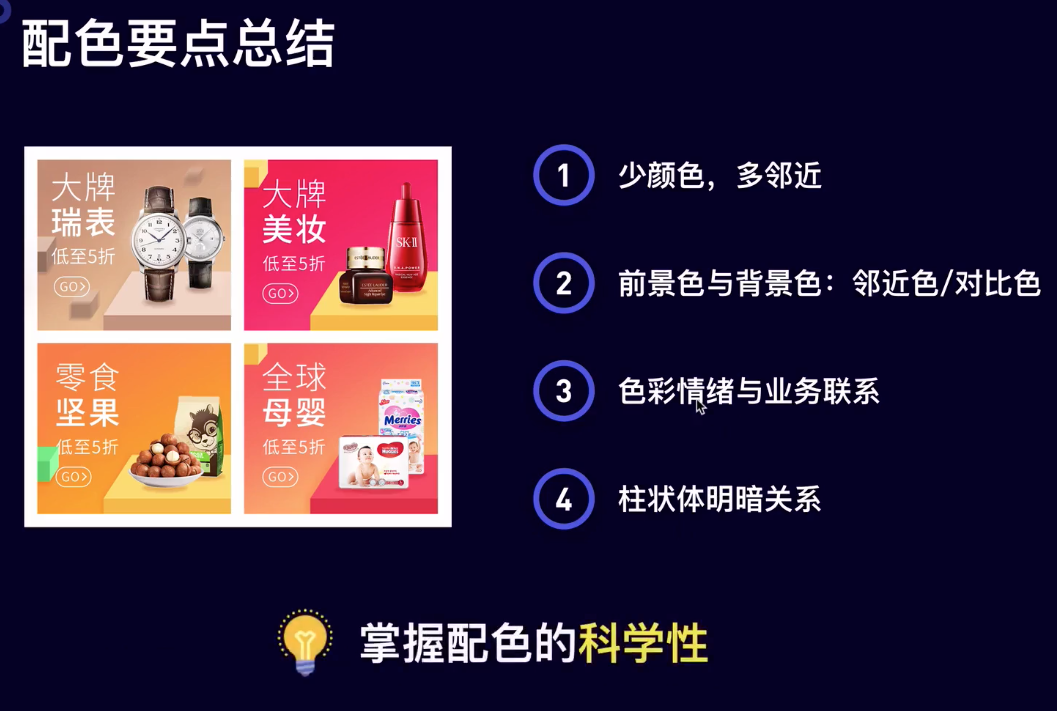 配色要点总结
大牌
瑞表
低至5折
GO>
大牌
美妆
低至5折
GO>
SK-II
零食
坚果
低至5折
GO>
全球
母婴
低至5折
GO>
Merries
1 少颜色，多邻近
2 前景色与背景色：邻近色/对比色
3 色彩情绪与业务联系
4 柱状体明暗关系
掌握配色的科学性